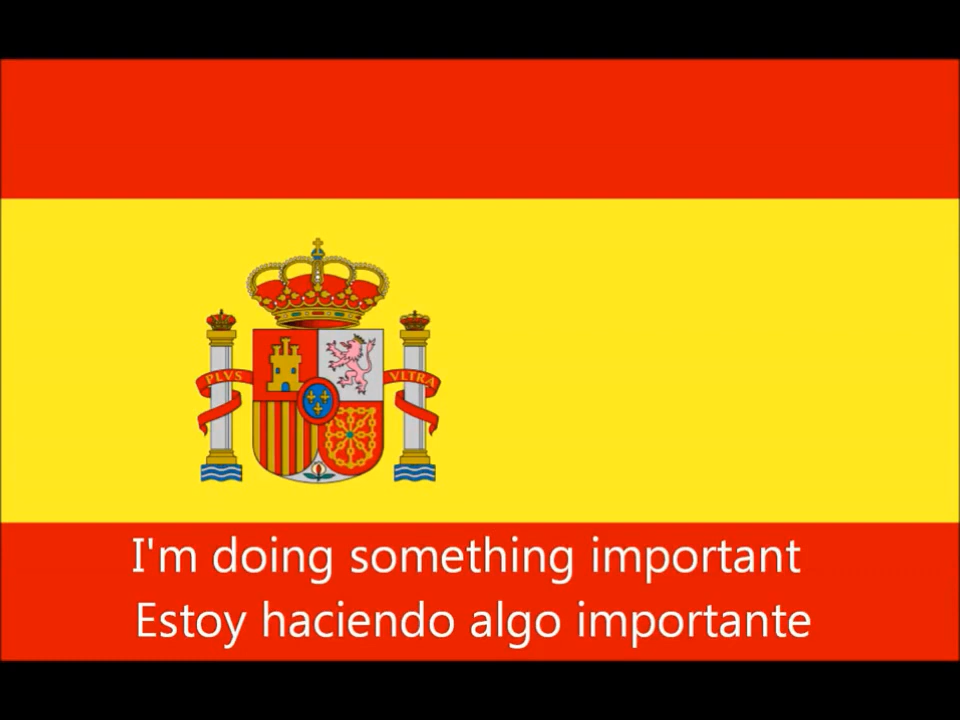 PLVS VLTRA
I'm doing something important
Estoy haciendo algo importante